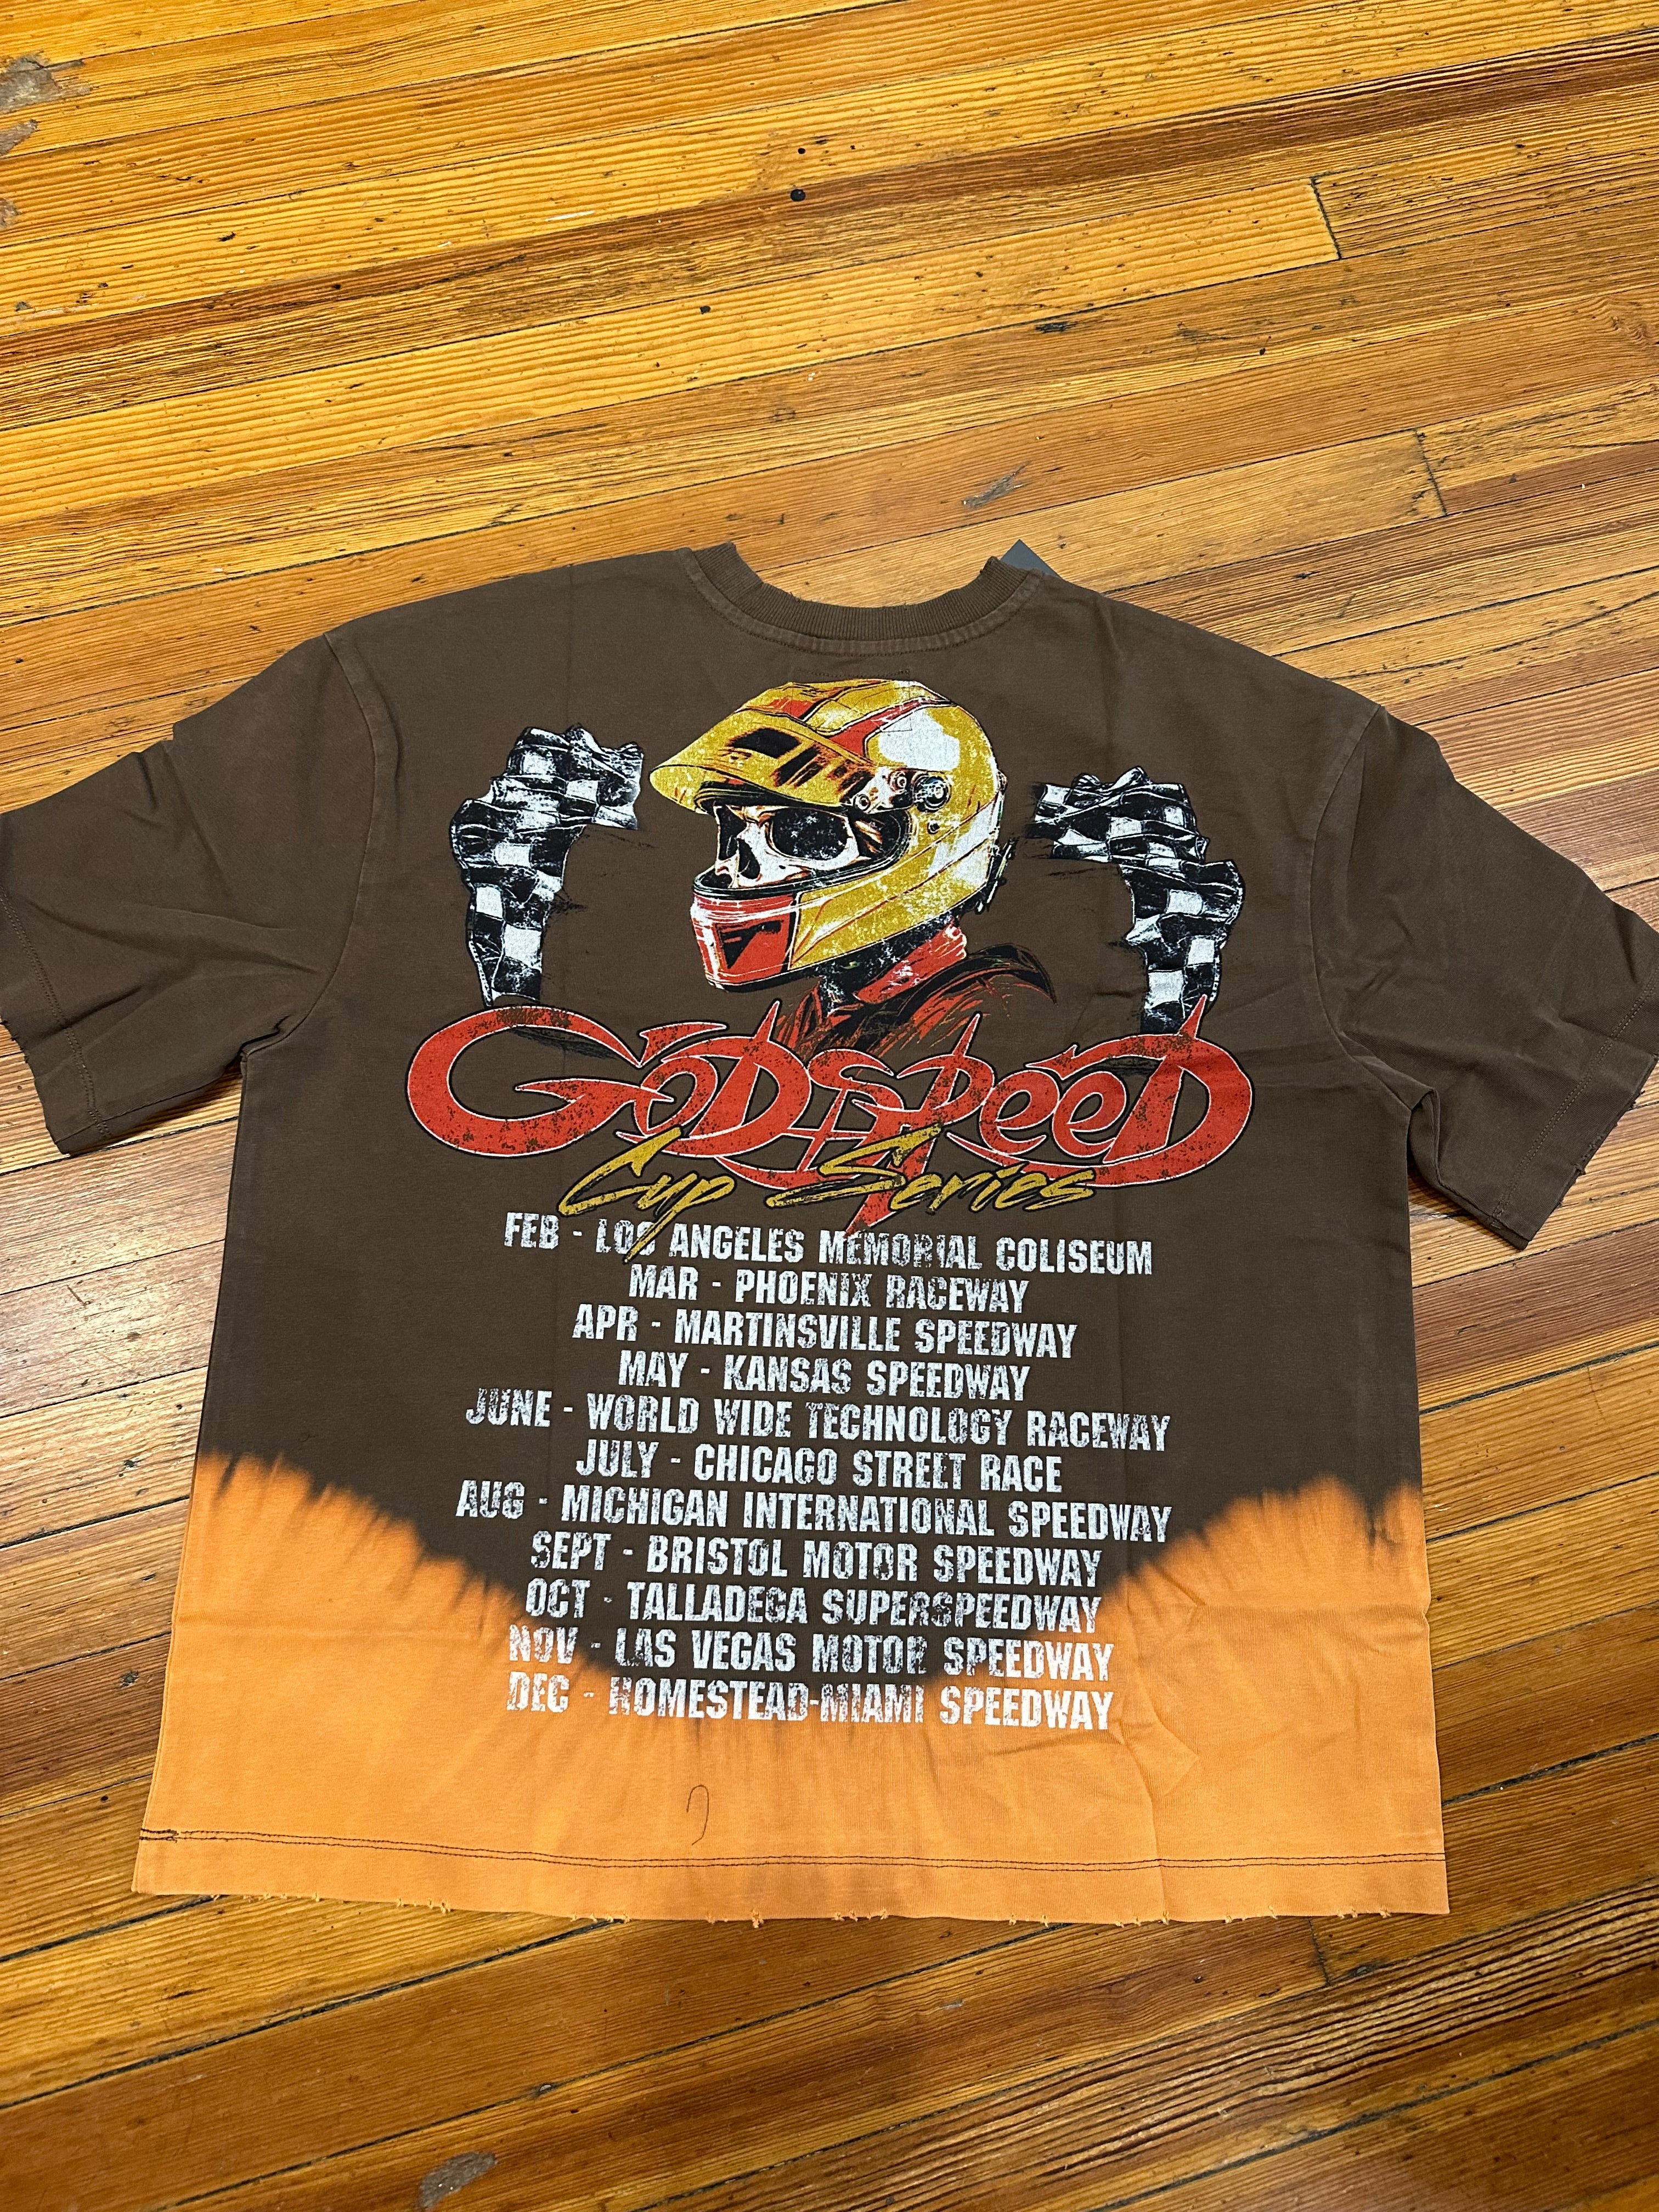 GODSPEED
Cup Series
FEB - LOS ANGELES MEMORIAL COLISEUM
MAR - PHOENIX RACEWAY
APR - MARTINSVILLE SPEEDWAY
MAY - KANSAS SPEEDWAY
JUNE - WORLD WIDE TECHNOLOGY RACEWAY
JULY - CHICAGO STREET RACE
AUG - MICHIGAN INTERNATIONAL SPEEDWAY
SEPT - BRISTOL MOTOR SPEEDWAY
OCT - TALLADEGA SUPERSPEEDWAY
NOV - LAS VEGAS MOTOR SPEEDWAY
DEC - HOMESTEAD-MIAMI SPEEDWAY